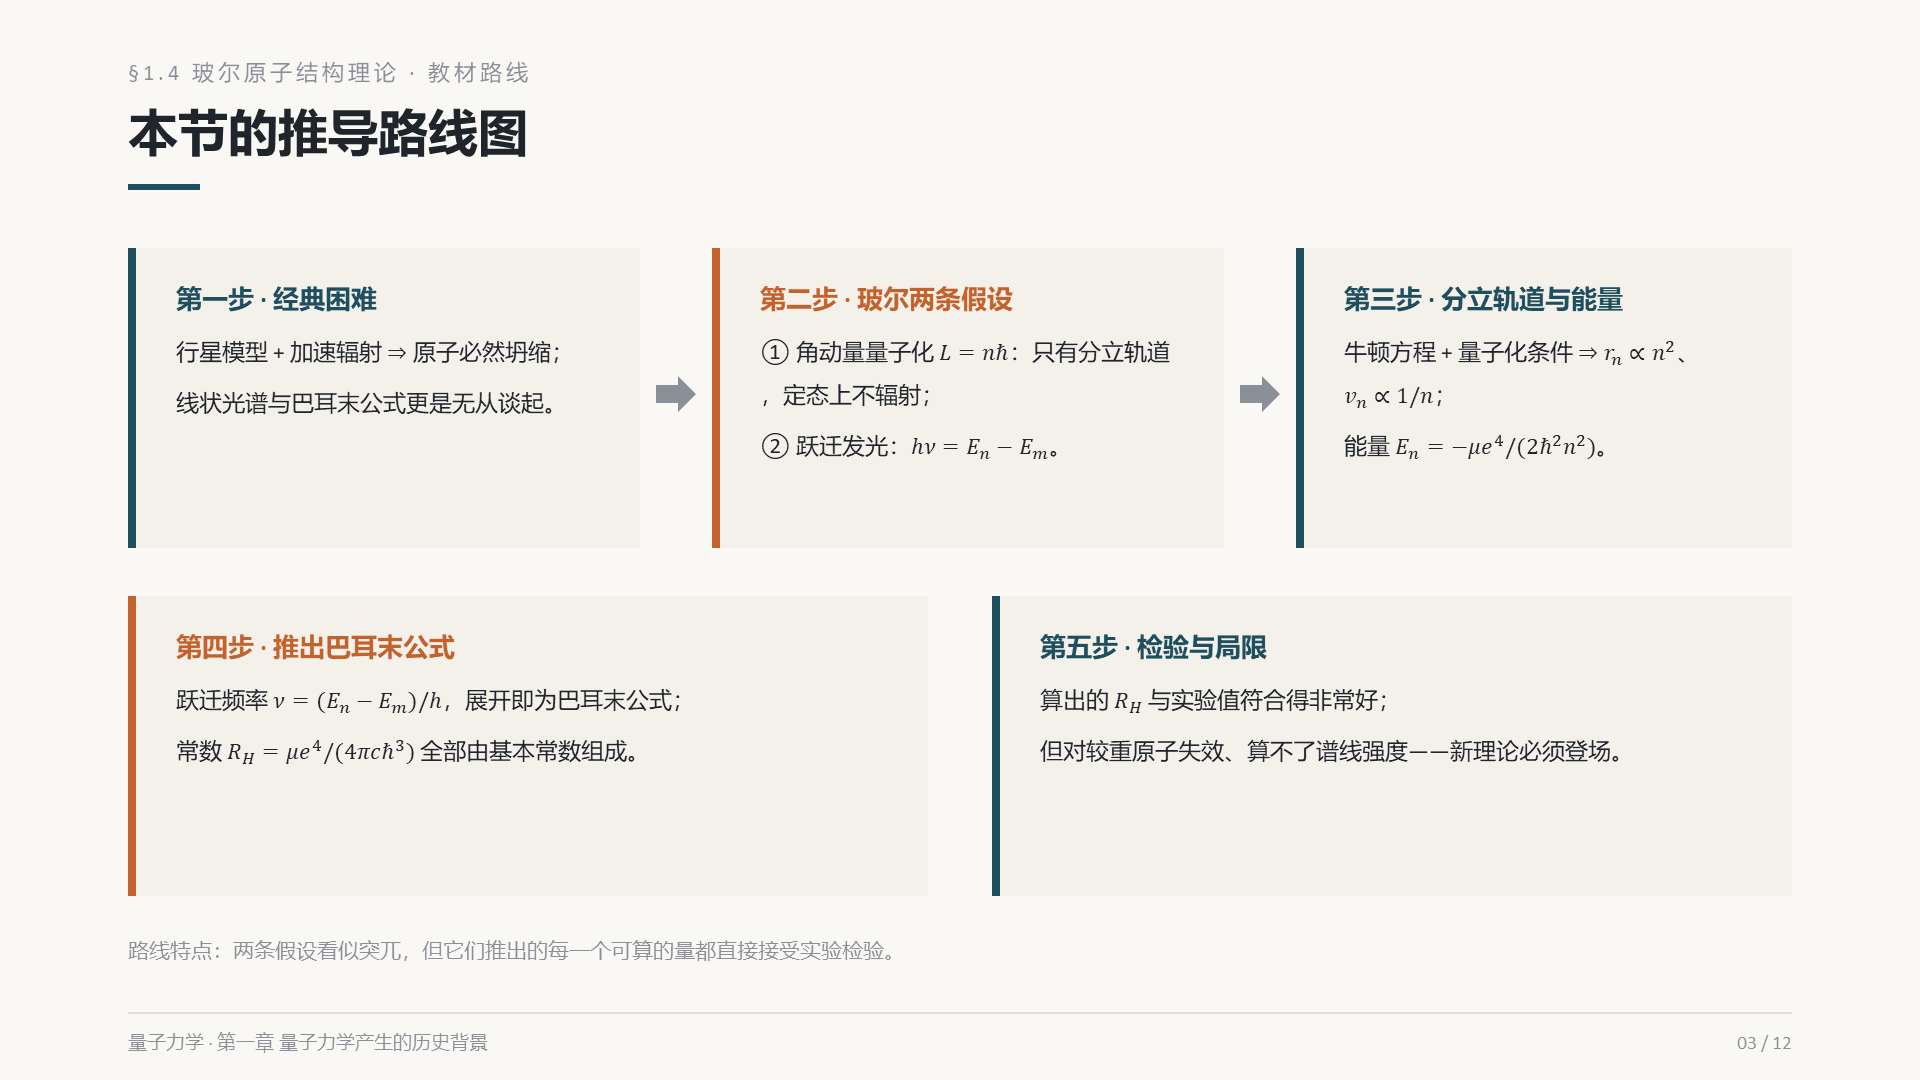 §1.4 玻尔原子结构理论 · 教材路线
本节的推导路线图
第一步 · 经典困难
行星模型 + 加速辐射 ⇒ 原子必然坍缩；
线状光谱与巴耳末公式更是无从谈起。
第二步 · 玻尔两条假设
① 角动量量子化 L = nħ：只有分立轨道
，定态上不辐射；
② 跃迁发光：hν = Eₙ − Eₘ。
第三步 · 分立轨道与能量
牛顿方程 + 量子化条件 ⇒ rₙ ∝ n²、
vₙ ∝ 1/n；
能量 Eₙ = −μe⁴/(2ħ²n²)。
第四步 · 推出巴耳末公式
跃迁频率 ν = (Eₙ − Eₘ)/h，展开即为巴耳末公式；
常数 R_H = μe⁴/(4πcħ³) 全部由基本常数组成。
第五步 · 检验与局限
算出的 R_H 与实验值符合得非常好；
但对较重原子失效、算不了谱线强度——新理论必须登场。
路线特点：两条假设看似突兀，但它们推出的每一个可算的量都直接接受实验检验。
量子力学 · 第一章 量子力学产生的历史背景
03 / 12